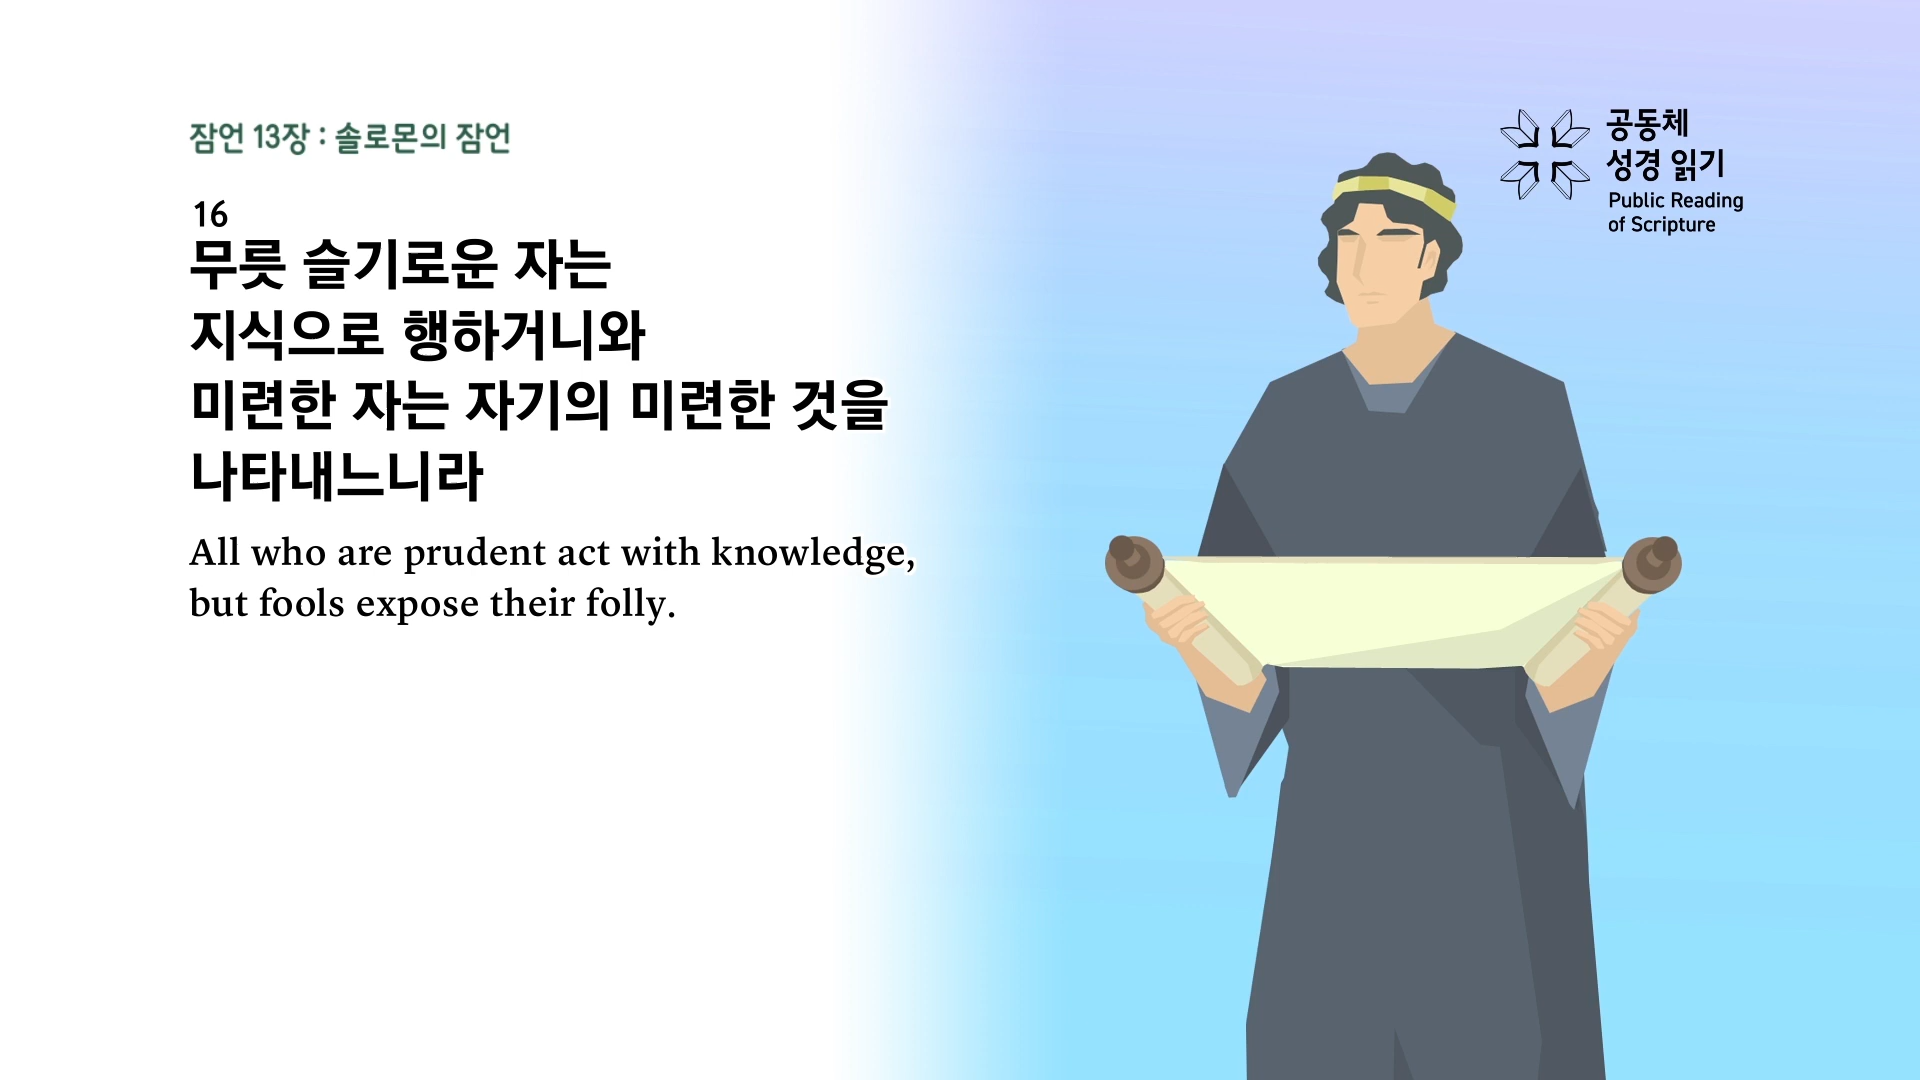 잠언 13장 : 솔로몬의 잠언
16
무릇 슬기로운 자는
지식으로 행하거니와
미련한 자는 자기의 미련한 것을
나타내느니라
All who are prudent act with knowledge,
but fools expose their folly.
공동체
성경 읽기
Public Reading
of Scripture